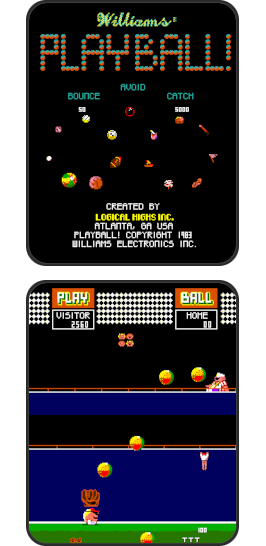 Williams®
PLAYBALL!
AVOID
BOUNCE CATCH
50 5000
CREATED BY
LOGICAL HIGHS INC.
ATLANTA, GA USA
PLAYBALL! COPYRIGHT 1983
WILLIAMS ELECTRONICS INC.
PLAY BALL
VISITOR HOME
2560 00
100
TTT